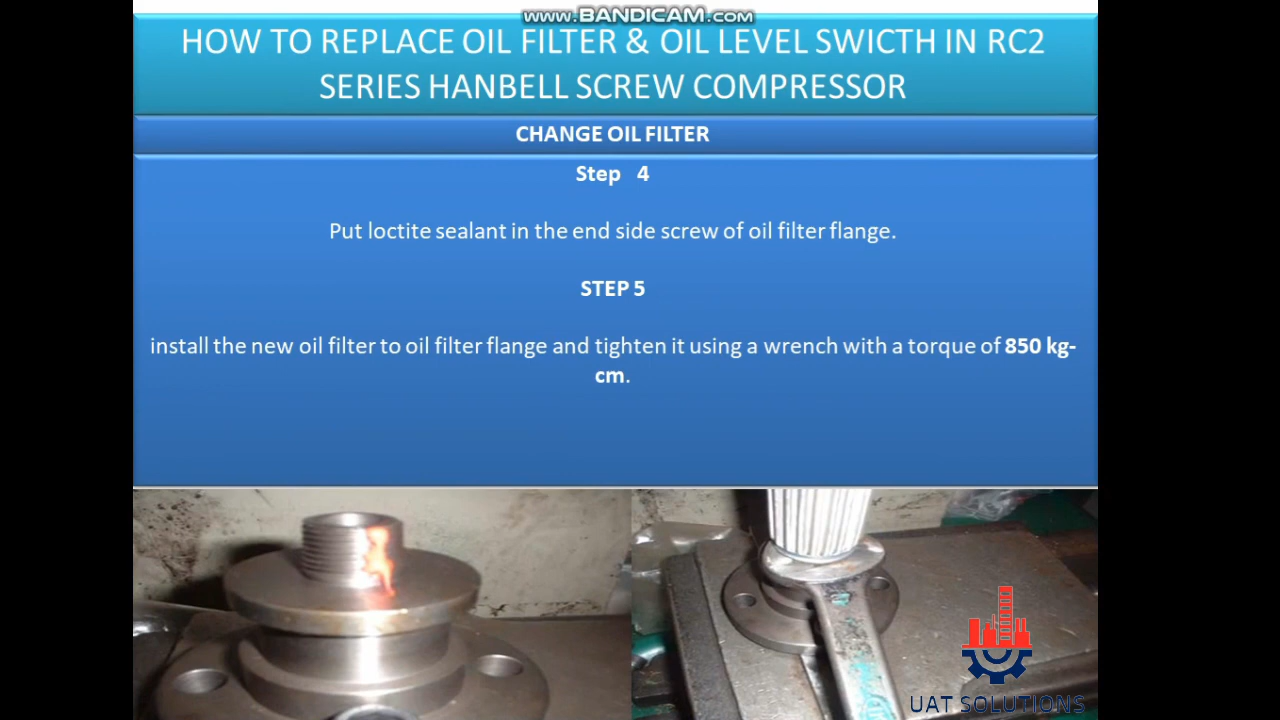 www.BANDICAM.com
HOW TO REPLACE OIL FILTER & OIL LEVEL SWICTH IN RC2
SERIES HANBELL SCREW COMPRESSOR
CHANGE OIL FILTER
Step 4
Put loctite sealant in the end side screw of oil filter flange.
STEP 5
install the new oil filter to oil filter flange and tighten it using a wrench with a torque of 850 kg-
cm.
UAT SOLUTIONS